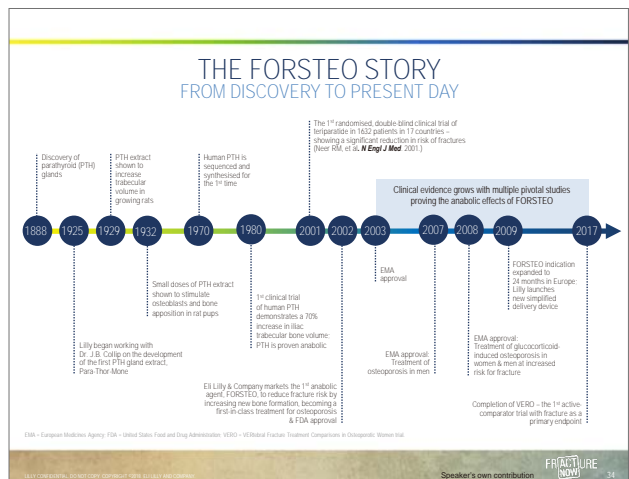 THE FORSTEO STORY
FROM DISCOVERY TO PRESENT DAY
The 1st randomised, double-blind clinical trial of
teriparatide in 1632 patients in 17 countries –
showing a significant reduction in risk of fractures
(Neer RM, et al. N Engl J Med. 2001.)
Discovery of
parathyroid (PTH)
glands
PTH extract
shown to
increase
trabecular
volume in
growing rats
Human PTH is
sequenced and
synthesised for
the 1st time
Clinical evidence grows with multiple pivotal studies
proving the anabolic effects of FORSTEO
1888
1925
1929
1932
1970
1980
2001
2002
2003
2007
2008
2009
2017
Lilly began working with
Dr. J.B. Collip on the development
of the first PTH gland extract,
Para-Thor-Mone
Small doses of PTH extract
shown to stimulate
osteoblasts and bone
apposition in rat pups
1st clinical trial
of human PTH
demonstrates a 70%
increase in iliac
trabecular bone volume;
PTH is proven anabolic
Eli Lilly & Company markets the 1st anabolic
agent, FORSTEO, to reduce fracture risk by
increasing new bone formation, becoming a
first-in-class treatment for osteoporosis
& FDA approval
EMA
approval
EMA approval:
Treatment of
osteoporosis in men
EMA approval:
Treatment of glucocorticoid-
induced osteoporosis in
women & men at increased
risk for fracture
FORSTEO indication
expanded to
24 months in Europe;
Lilly launches
new simplified
delivery device
Completion of VERO – the 1st active-
comparator trial with fracture as a
primary endpoint
EMA = European Medicines Agency; FDA = United States Food and Drug Administration; VERO = VERtebral Fracture Treatment Comparisons in Osteoporotic Women trial.
Speaker's own contribution
FRACTURE
NOW
34